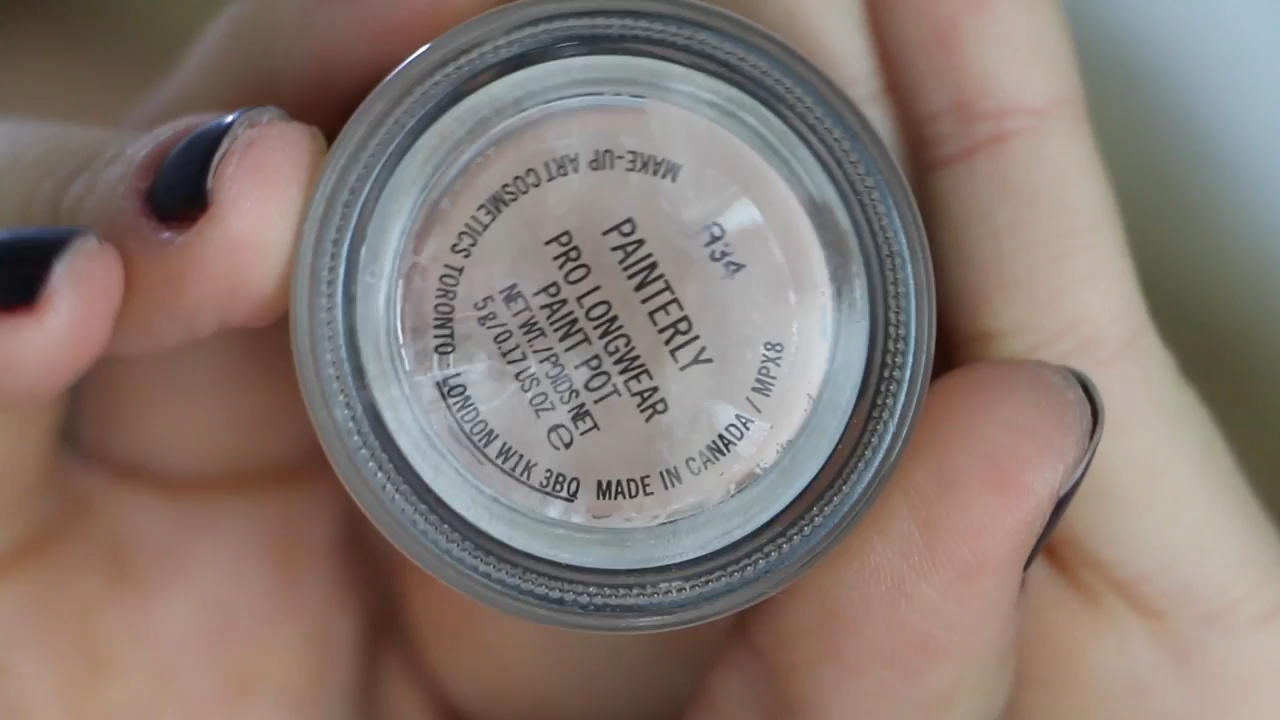 A34
PAINTERLY
PRO LONGWEAR
PAINT POT
NET WT./POIDS NET
5 g/0.17 US OZ e
MAKE-UP ART COSMETICS TORONTO LONDON W1K 3BQ MADE IN CANADA / MPX8